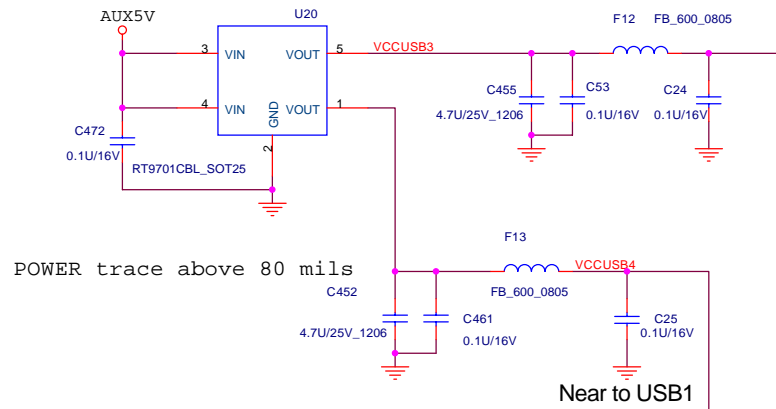 AUX5V
U20
F12 FB_600_0805
3 VIN VOUT 5 VCCUSB3
4 VIN VOUT 1
GND
2
C472
0.1U/16V
RT9701CBL_SOT25
C455
4.7U/25V_1206
C53
0.1U/16V
C24
0.1U/16V
POWER trace above 80 mils
F13
FB_600_0805
VCCUSB4
C452
4.7U/25V_1206
C461
0.1U/16V
C25
0.1U/16V
Near to USB1